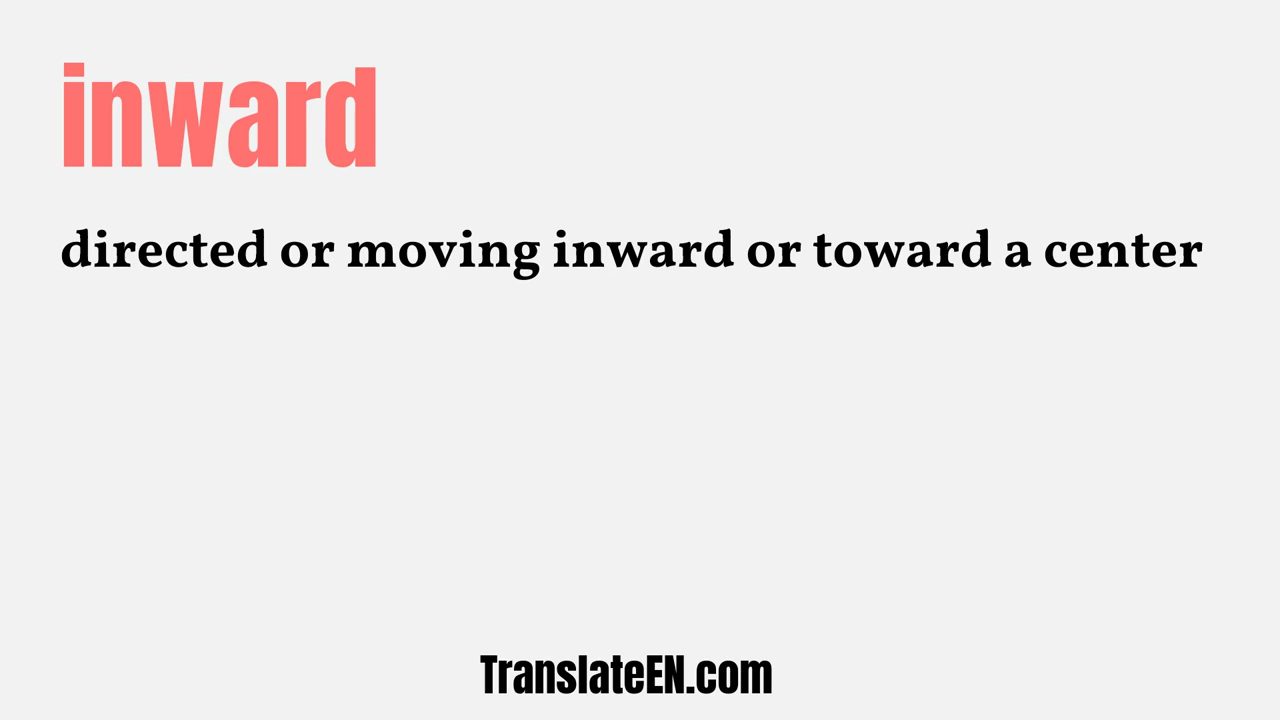 inward
directed or moving inward or toward a center
TranslateEN.com